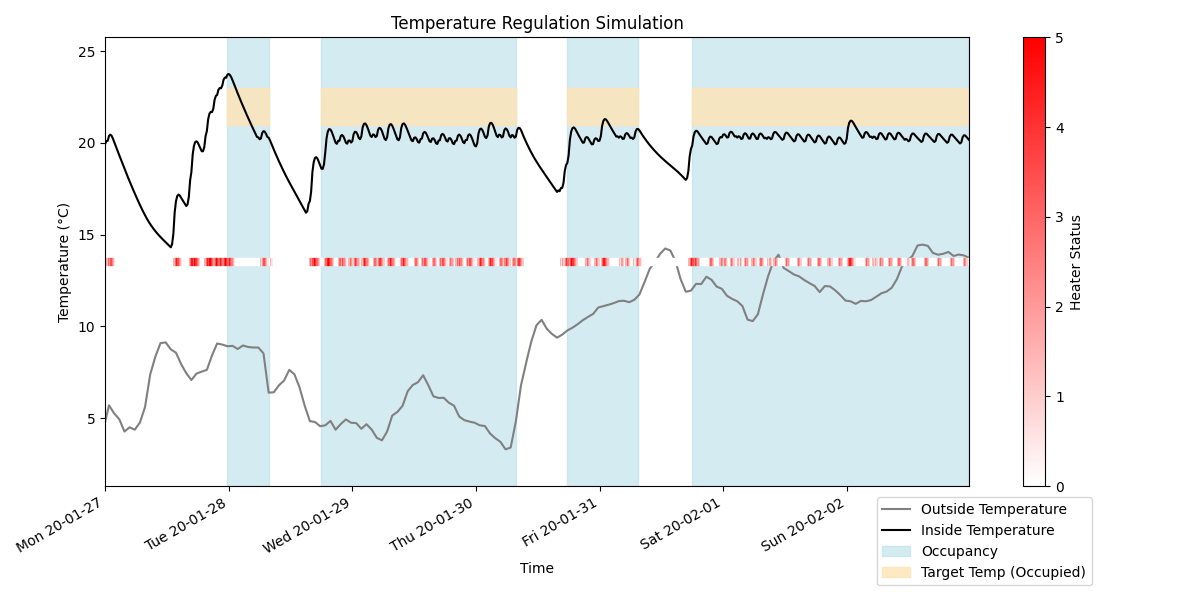 Temperature Regulation Simulation
25
20
15
10
5
Temperature (°C)
Mon 20-01-27
Tue 20-01-28
Wed 20-01-29
Thu 20-01-30
Fri 20-01-31
Sat 20-02-01
Sun 20-02-02
Time
5
4
3
2
1
0
Heater Status
Outside Temperature
Inside Temperature
Occupancy
Target Temp (Occupied)